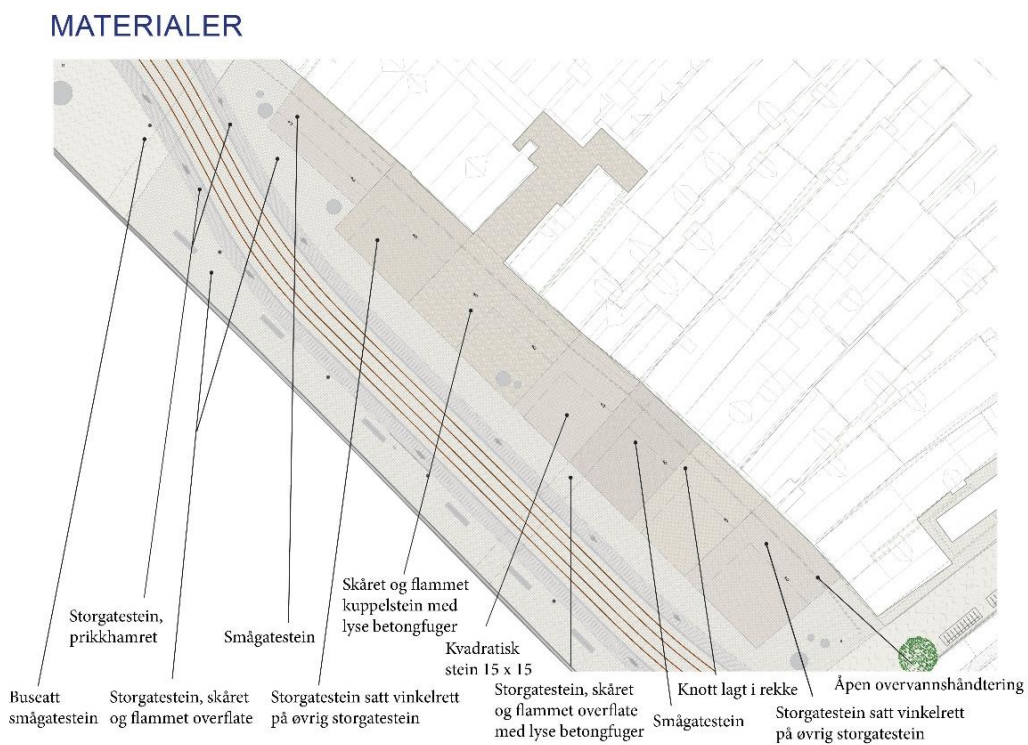 MATERIALER
Skåret og flammet
kuppelstein med
lyse betongfuger
Storgatestein,
prikkhamret
Smågatestein
Kvadratisk
stein 15 x 15
Buseatt
smågatestein
Storgatestein, skåret
og flammet overflate
Storgatestein satt vinkelrett
på øvrig storgatestein
Storgatestein, skåret
og flammet overflate
med lyse betongfuger
Smågatestein
Knott lagt i rekke
Storgatestein satt vinkelrett
på øvrig storgatestein
Åpen overvannshåndtering